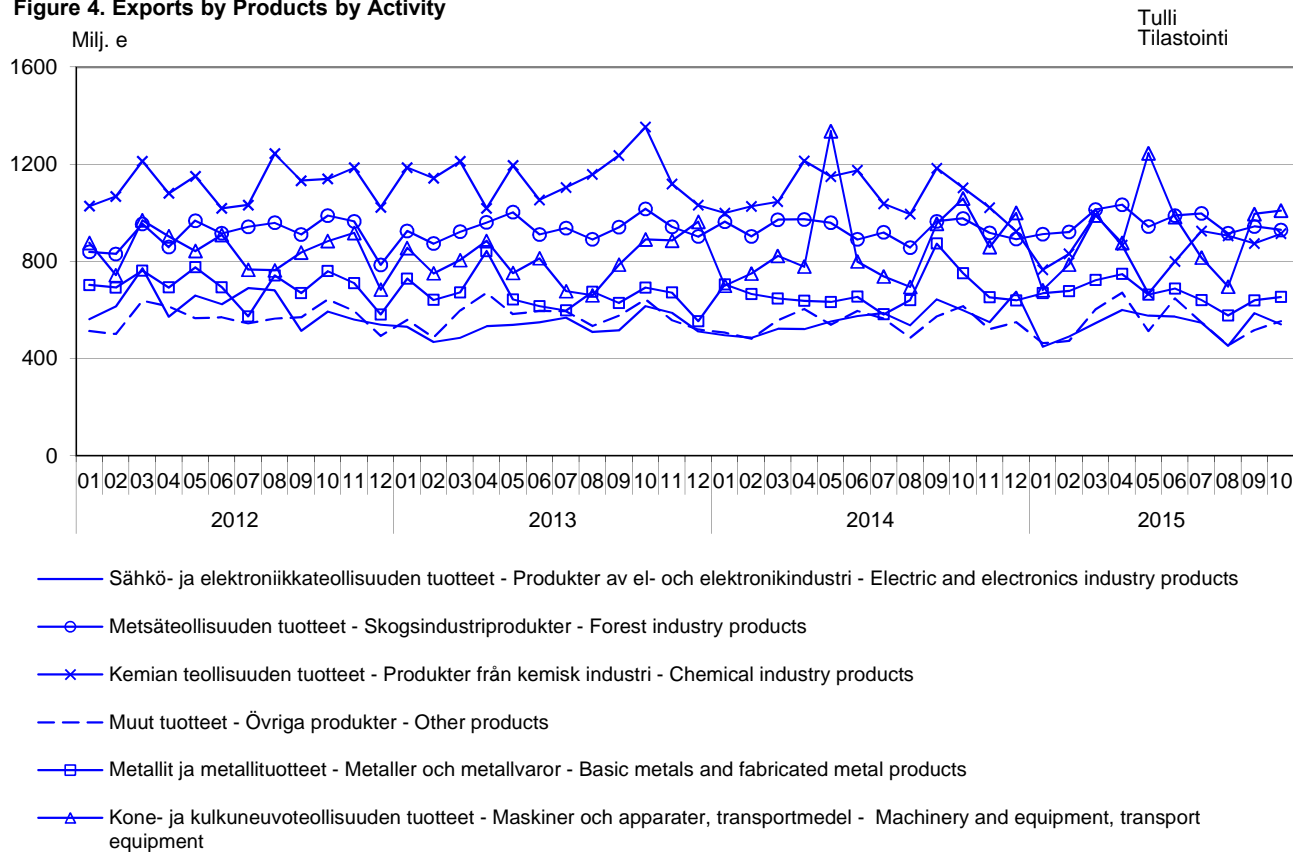 Figure 4. Exports by Products by Activity
Tulli
Tilastointi
Milj. e
1600
1200
800
400
0
01 02 03 04 05 06 07 08 09 10 11 12 01 02 03 04 05 06 07 08 09 10 11 12 01 02 03 04 05 06 07 08 09 10 11 12 01 02 03 04 05 06 07 08 09 10
2012 2013 2014 2015
Sähkö- ja elektroniikkateollisuuden tuotteet - Produkter av el- och elektronikindustri - Electric and electronics industry products
Metsäteollisuuden tuotteet - Skogsindustriprodukter - Forest industry products
Kemian teollisuuden tuotteet - Produkter från kemisk industri - Chemical industry products
Muut tuotteet - Övriga produkter - Other products
Metallit ja metallituotteet - Metaller och metallvaror - Basic metals and fabricated metal products
Kone- ja kulkuneuvoteollisuuden tuotteet - Maskiner och apparater, transportmedel - Machinery and equipment, transport
equipment